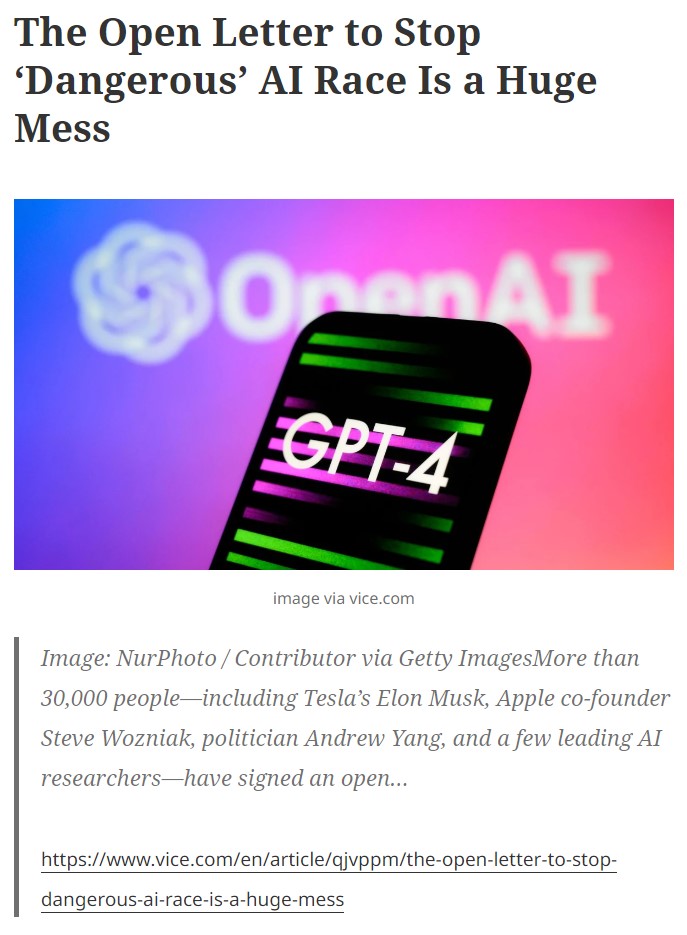 The Open Letter to Stop
‘Dangerous’ AI Race Is a Huge
Mess
OpenAI
GPT-4
image via vice.com
Image: NurPhoto / Contributor via Getty ImagesMore than
30,000 people—including Tesla’s Elon Musk, Apple co-founder
Steve Wozniak, politician Andrew Yang, and a few leading AI
researchers—have signed an open…
https://www.vice.com/en/article/qjvppm/the-open-letter-to-stop-
dangerous-ai-race-is-a-huge-mess